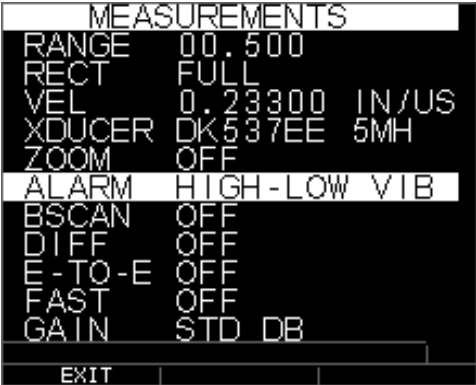 MEASUREMENTS
RANGE 00.500
RECT FULL
VEL 0.23300 IN/US
XDUCER DK537EE 5MH
ZOOM OFF
ALARM HIGH-LOW VIB
BSCAN OFF
DIFF OFF
E-TO-E OFF
FAST OFF
GAIN STD DB
EXIT